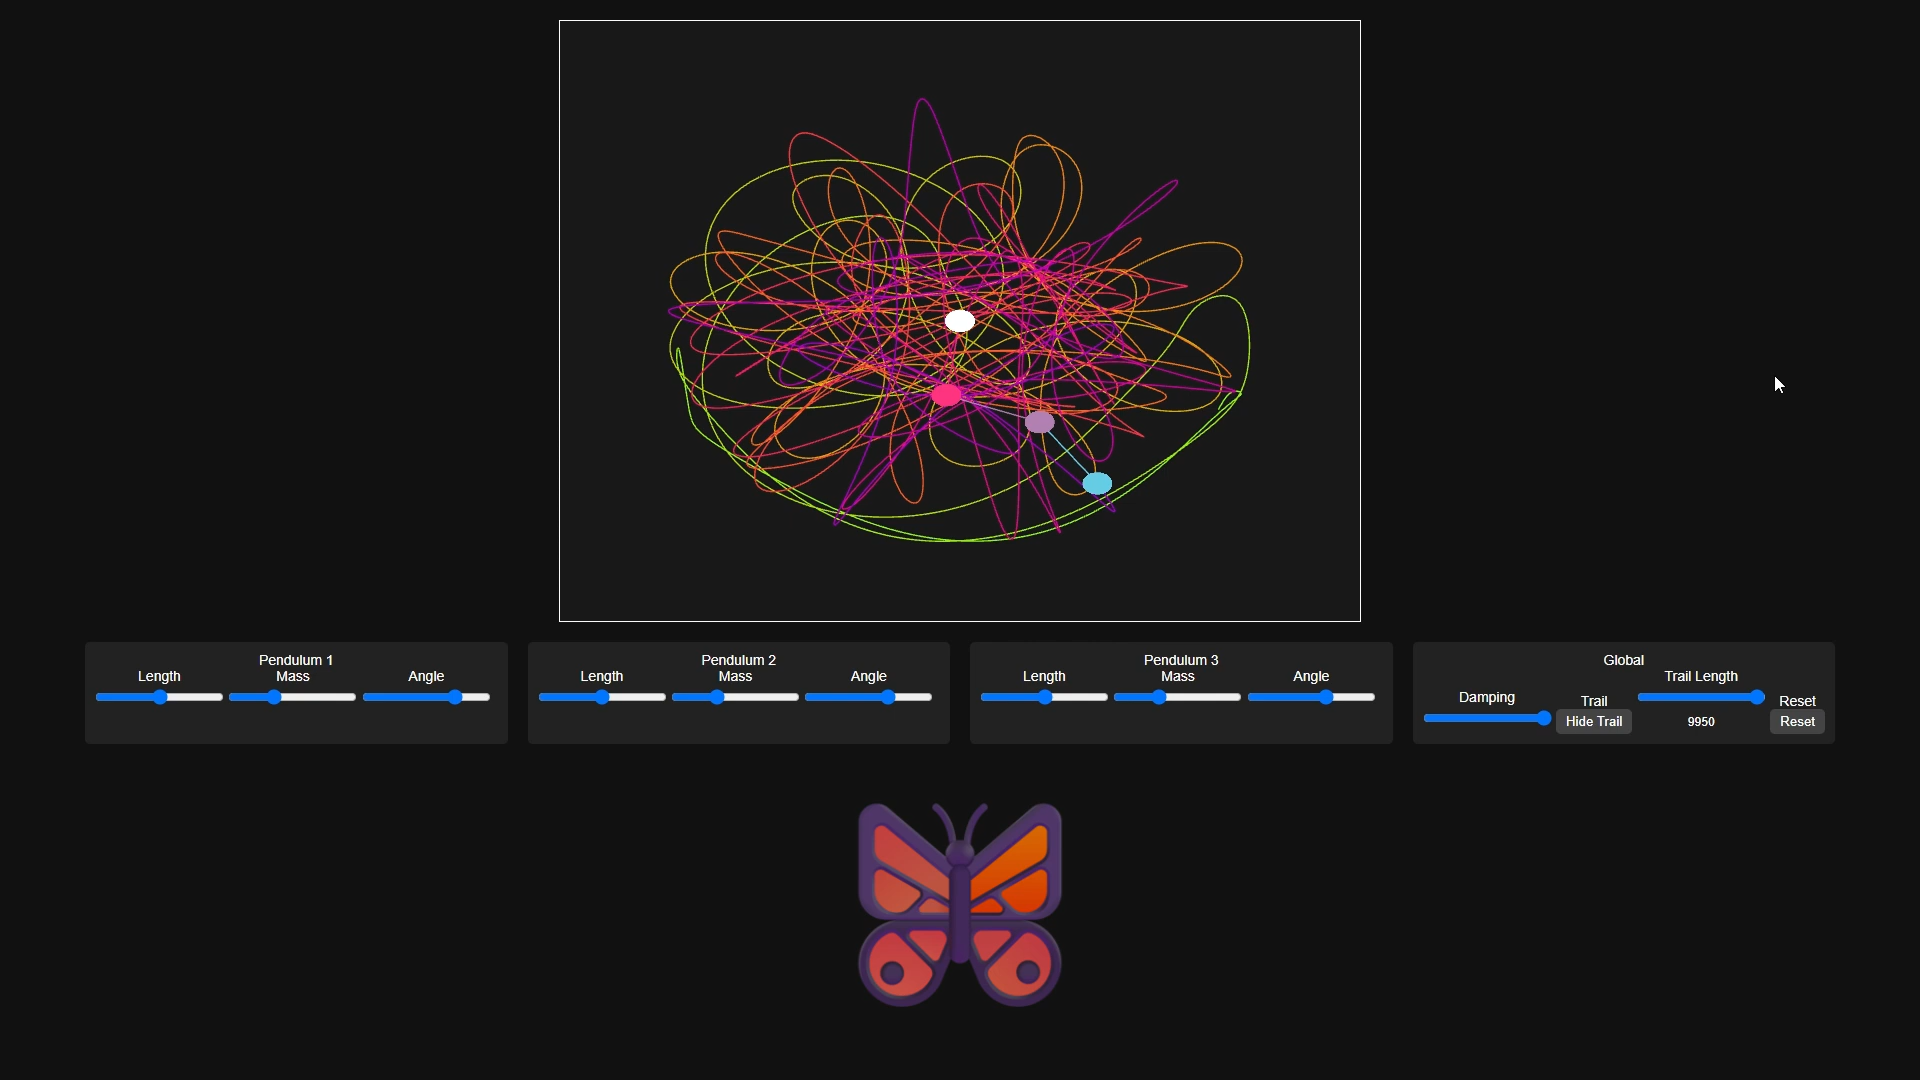 Pendulum 1
Length Mass Angle
Pendulum 2
Length Mass Angle
Pendulum 3
Length Mass Angle
Global
Damping
Trail
Hide Trail
Trail Length
9950
Reset
Reset